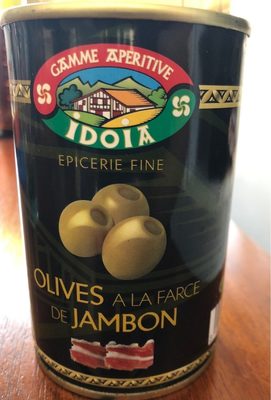 GAMME APERITIVE
IDOIA
EPICERIE FINE
OLIVES A LA FARCE
DE JAMBON